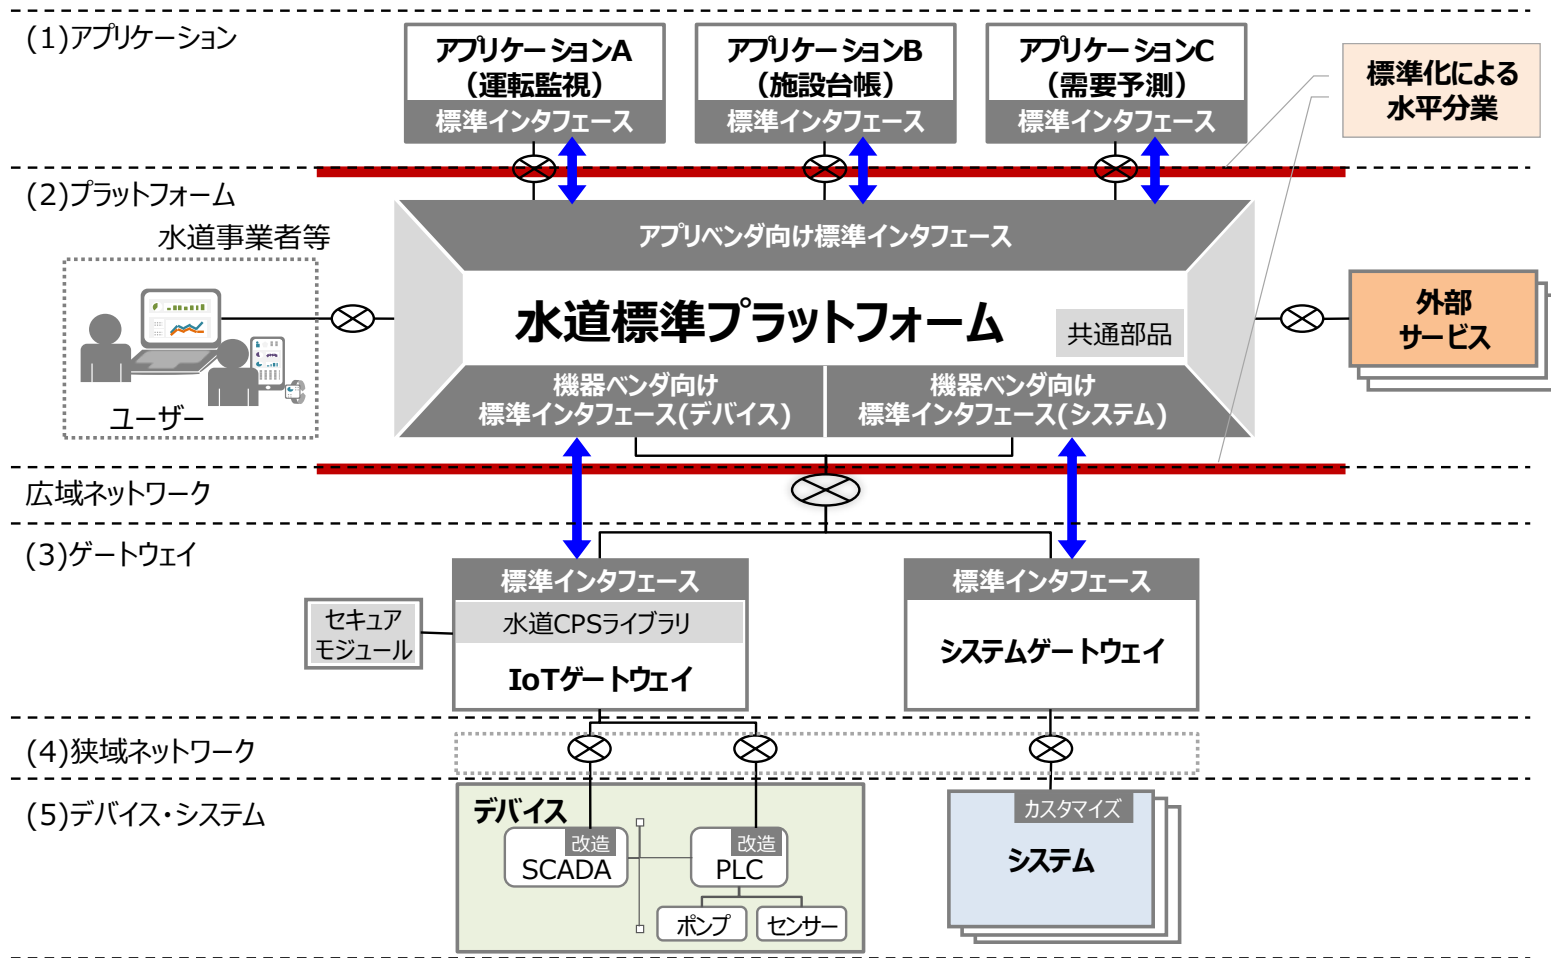 (1)アプリケーション
アプリケーションA
（運転監視）
標準インタフェース
アプリケーションB
（施設台帳）
標準インタフェース
アプリケーションC
（需要予測）
標準インタフェース
標準化による
水平分業
(2)プラットフォーム
水道事業者等
ユーザー
アプリベンダ向け標準インタフェース
水道標準プラットフォーム
共通部品
機器ベンダ向け
標準インタフェース(デバイス)
機器ベンダ向け
標準インタフェース(システム)
外部
サービス
広域ネットワーク
(3)ゲートウェイ
セキュア
モジュール
標準インタフェース
水道CPSライブラリ
IoTゲートウェイ
標準インタフェース
システムゲートウェイ
(4)狭域ネットワーク
(5)デバイス・システム
デバイス
改造
SCADA
改造
PLC
ポンプ
センサー
カスタマイズ
システム